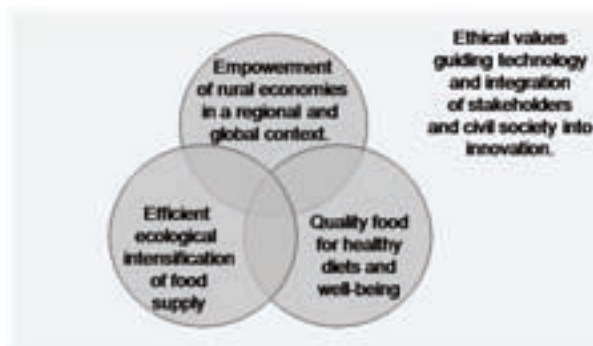 Empowerment
of rural economies
in a regional and
global context.
Ethical values
guiding technology
and integration
of stakeholders
and civil society into
innovation.
Efficient
ecological
intensification
of food
supply
Quality food
for healthy
diets and
well-being